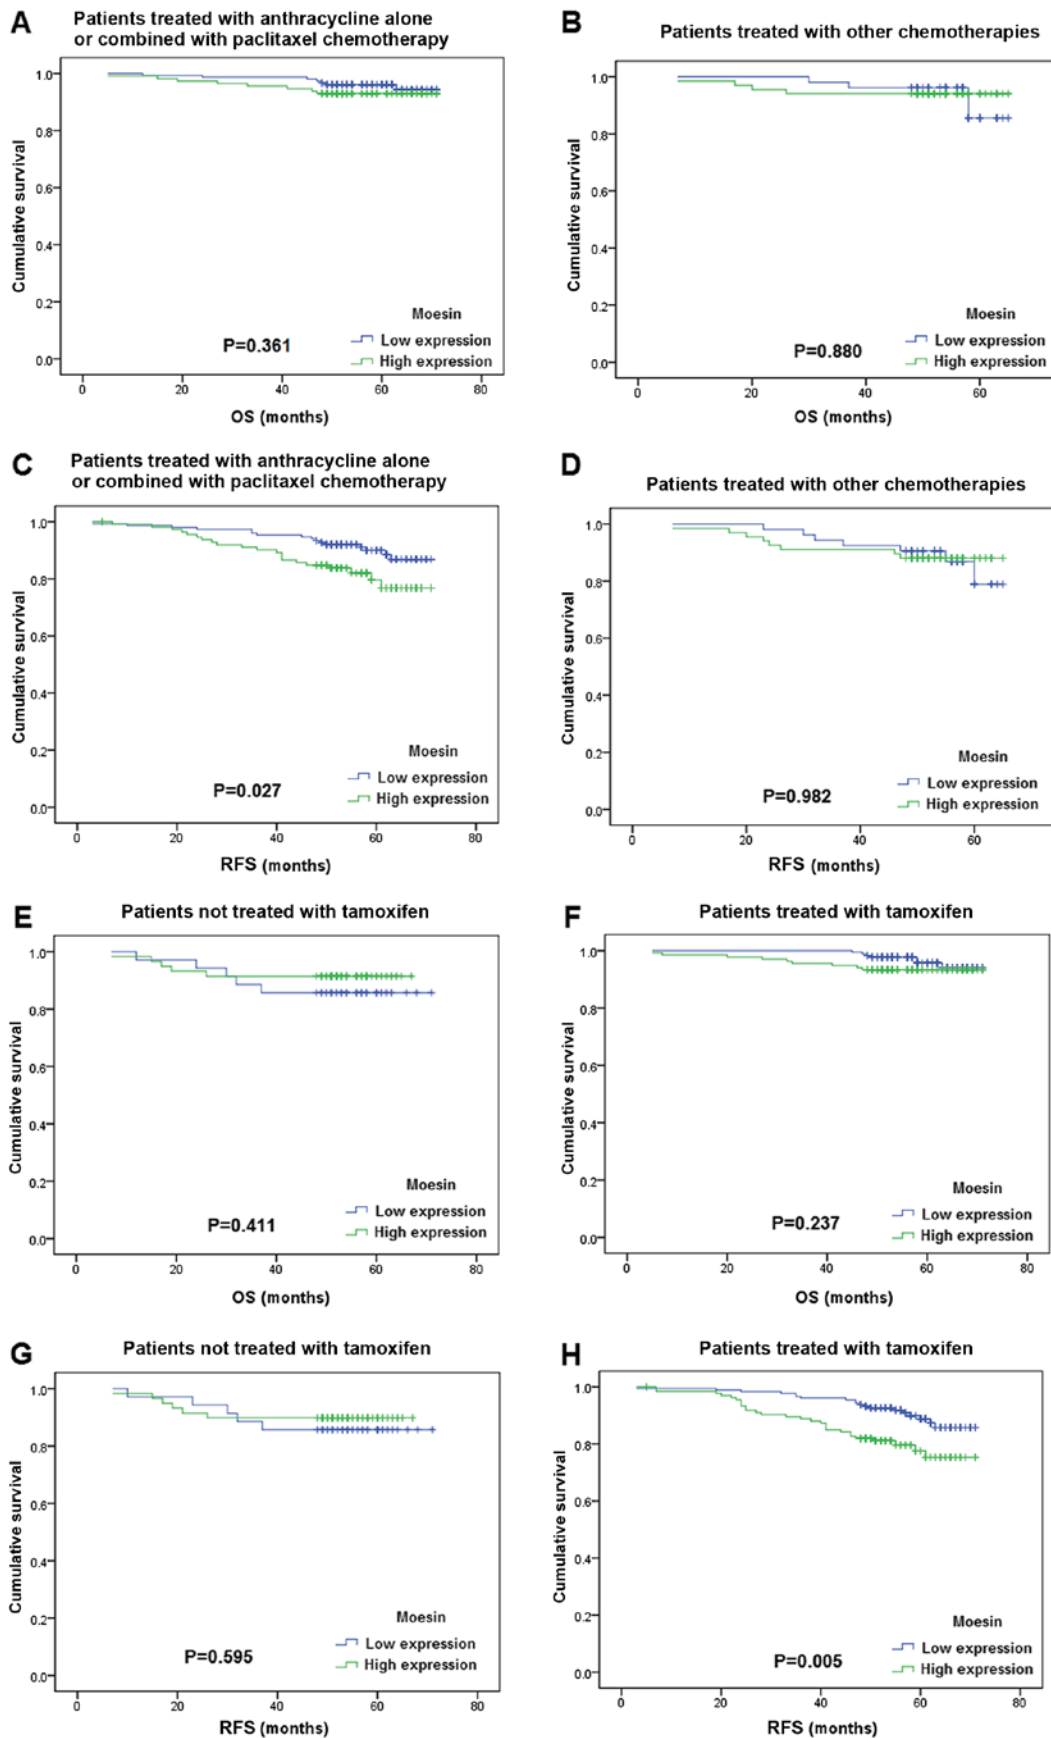 A
Patients treated with anthracycline alone
or combined with paclitaxel chemotherapy
Cumulative survival
1.0
0.8
0.6
0.4
0.2
0.0
P=0.361
Moesin
Low expression
High expression
0 20 40 60 80
OS (months)
B
Patients treated with other chemotherapies
Cumulative survival
1.0
0.8
0.6
0.4
0.2
0.0
P=0.880
Moesin
Low expression
High expression
0 20 40 60
OS (months)
C
Patients treated with anthracycline alone
or combined with paclitaxel chemotherapy
Cumulative survival
1.0
0.8
0.6
0.4
0.2
0.0
P=0.027
Moesin
Low expression
High expression
0 20 40 60 80
RFS (months)
D
Patients treated with other chemotherapies
Cumulative survival
1.0
0.8
0.6
0.4
0.2
0.0
P=0.982
Moesin
Low expression
High expression
0 20 40 60
RFS (months)
E
Patients not treated with tamoxifen
Cumulative survival
1.0
0.8
0.6
0.4
0.2
0.0
P=0.411
Moesin
Low expression
High expression
0 20 40 60 80
OS (months)
F
Patients treated with tamoxifen
Cumulative survival
1.0
0.8
0.6
0.4
0.2
0.0
P=0.237
Moesin
Low expression
High expression
0 20 40 60 80
OS (months)
G
Patients not treated with tamoxifen
Cumulative survival
1.0
0.8
0.6
0.4
0.2
0.0
P=0.595
Moesin
Low expression
High expression
0 20 40 60 80
RFS (months)
H
Patients treated with tamoxifen
Cumulative survival
1.0
0.8
0.6
0.4
0.2
0.0
P=0.005
Moesin
Low expression
High expression
0 20 40 60 80
RFS (months)